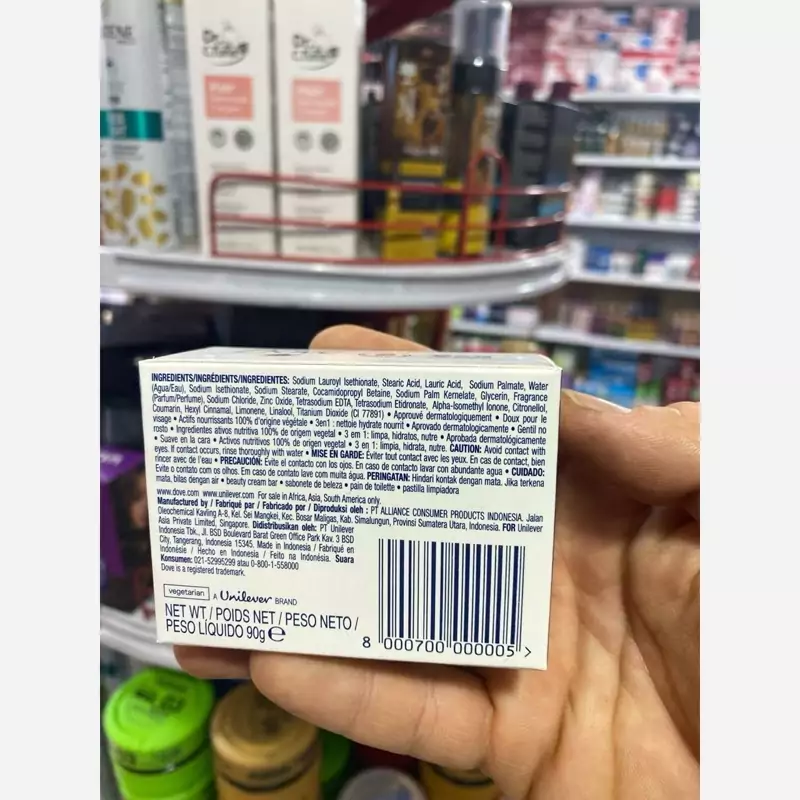 INGREDIENTS/INGRÉDIENTS/INGREDIENTES: Sodium Lauroyl Isethionate, Stearic Acid, Lauric Acid, Sodium Palmate, Water
(Agua/Eau), Sodium Isethionate, Sodium Stearate, Cocamidopropyl Betaine, Sodium Palm Kernelate, Glycerin, Fragrance
(Parfum/Perfume), Sodium Chloride, Zinc Oxide, Tetrasodium EDTA, Tetrasodium Etidronate, Alpha-Isomethyl Ionone, Citronellol,
Coumarin, Hexyl Cinnamal, Limonene, Linalool, Titanium Dioxide (CI 77891) • Approuvé dermatologiquement • Doux pour le
visage • Actifs nourrissants 100% d'origine végétale • 3en1 : nettoie hydrate nourrit • Aprovado dermatologicamente • Gentil no
rosto • Ingredientes ativos nutritiva 100% de origem vegetal • 3 em 1: limpa, hidratos, nutre • Aprobada dermatológicamente
• Suave en la cara • Activos nutritivos 100% de origen vegetal • 3 en 1: limpia, hidrata, nutre. CAUTION: Avoid contact with
eyes. If contact occurs, rinse thoroughly with water • MISE EN GARDE: Éviter tout contact avec les yeux. En cas de contact, bien
rincer avec de l'eau • PRECAUCIÓN: Evite el contacto con los ojos. En caso de contacto lavar con abundante agua • CUIDADO:
Evite o contato com os olhos. Em caso de contato lave com muita água. PERINGATAN: Hindari kontak dengan mata. Jika terkena
mata, bilas dengan air • beauty cream bar • sabonete de beleza • pain de toilette • pastilla limpiadora
www.dove.com www.unilever.com For sale in Africa, Asia, South America only.
Manufactured by / Fabriqué par / Fabricado por / Diproduksi oleh : PT ALLIANCE CONSUMER PRODUCTS INDONESIA. Jalan
Oleochemical Kavling A-8, Kel. Sei Mangkei, Kec. Bosar Maligas, Kab. Simalungun, Provinsi Sumatera Utara, Indonesia. FOR Unilever
Asia Private Limited, Singapore. Didistribusikan oleh: PT Unilever
Indonesia Tbk., Jl. BSD Boulevard Barat Green Office Park Kav. 3 BSD
City, Tangerang, Indonesia 15345. Made in Indonesia / Fabriqué en
Indonésie / Hecho en Indonesia / Feito na Indonésia. Suara
Konsumen: 021-52995299 atau 0-800-1-558000
Dove is a registered trademark.
vegetarian A Unilever BRAND
NET WT / POIDS NET / PESO NETO /
PESO LÍQUIDO 90g e
8 000700 000005 >